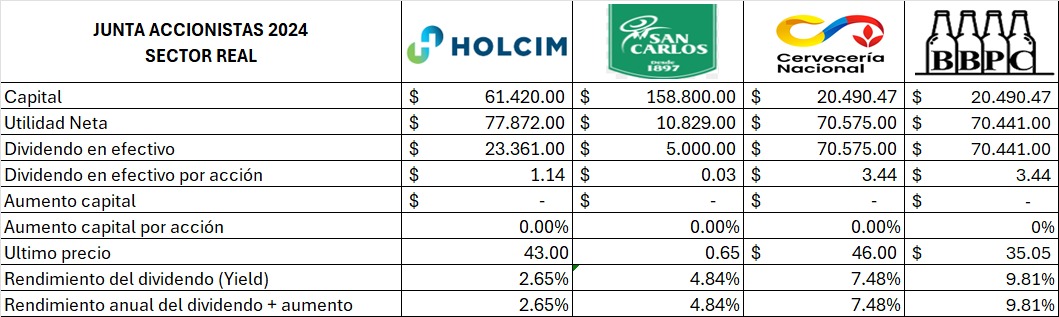 JUNTA ACCIONISTAS 2024
SECTOR REAL
HOLCIM
SAN
CARLOS
Desde
1897
Cervecería
Nacional
BBPC
Capital $ 61.420.00 $ 158.800.00 $ 20.490.47 $ 20.490.47
Utilidad Neta $ 77.872.00 $ 10.829.00 $ 70.575.00 $ 70.441.00
Dividendo en efectivo $ 23.361.00 $ 5.000.00 $ 70.575.00 $ 70.441.00
Dividendo en efectivo por acción $ 1.14 $ 0.03 $ 3.44 $ 3.44
Aumento capital $ - $ - $ - $ -
Aumento capital por acción 0.00% 0.00% 0.00% 0%
Ultimo precio 43.00 0.65 $ 46.00 $ 35.05
Rendimiento del dividendo (Yield) 2.65% 4.84% 7.48% 9.81%
Rendimiento anual del dividendo + aumento 2.65% 4.84% 7.48% 9.81%